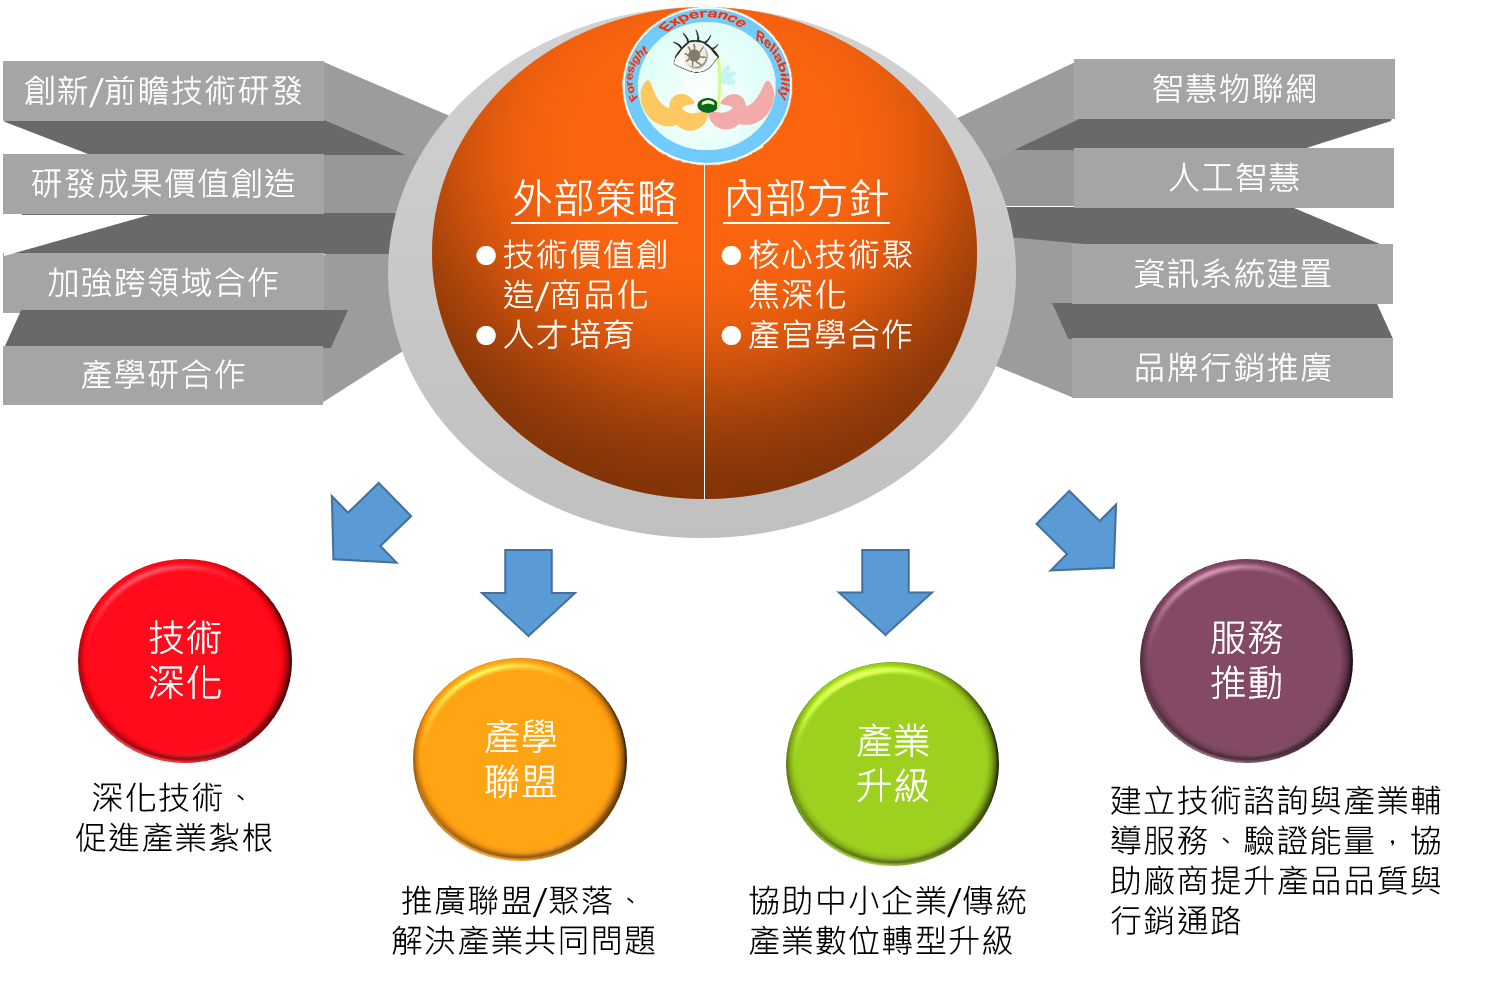 Foresight
Experance
Reliability
創新/前瞻技術研發
研發成果價值創造
加強跨領域合作
產學研合作
外部策略
●技術價值創
造/商品化
●人才培育
內部方針
●核心技術聚
焦深化
●產官學合作
智慧物聯網
人工智慧
資訊系統建置
品牌行銷推廣
技術
深化
深化技術、
促進產業紮根
產學
聯盟
推廣聯盟/聚落、
解決產業共同問題
產業
升級
協助中小企業/傳統
產業數位轉型升級
服務
推動
建立技術諮詢與產業輔
導服務、驗證能量，協
助廠商提升產品品質與
行銷通路